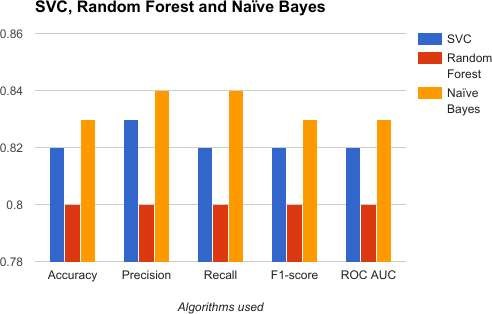 SVC, Random Forest and Naïve Bayes
0.86
0.84
0.82
0.8
0.78
Accuracy
Precision
Recall
F1-score
ROC AUC
Algorithms used
SVC
Random
Forest
Naïve
Bayes